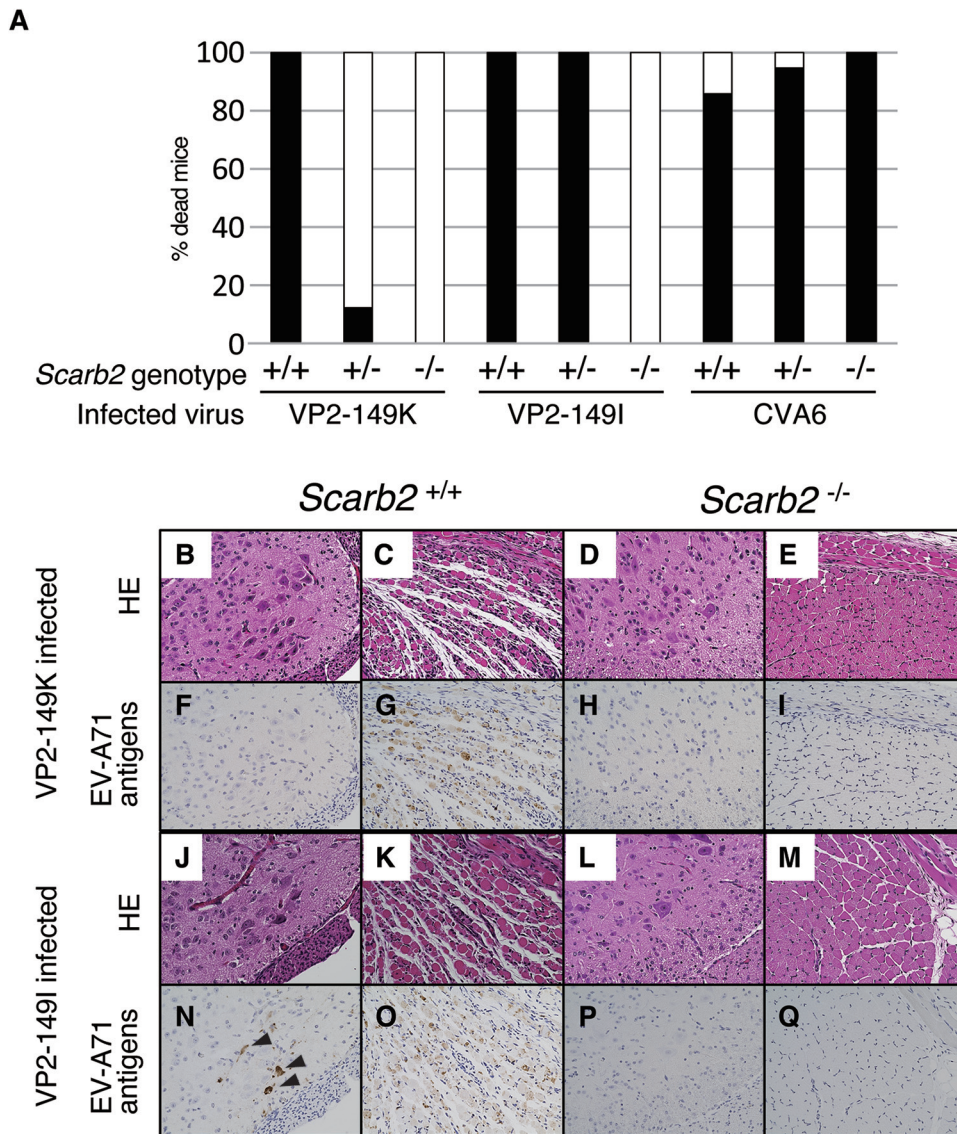 A
100
80
60
40
20
0
% dead mice
Scarb2 genotype +/+ +/- -/- +/+ +/- -/- +/+ +/- -/-
Infected virus VP2-149K VP2-149I CVA6
Scarb2 +/+ Scarb2 -/-
VP2-149K infected
HE
B C D E
EV-A71
antigens
F G H I
VP2-149I infected
HE
J K L M
EV-A71
antigens
N O P Q